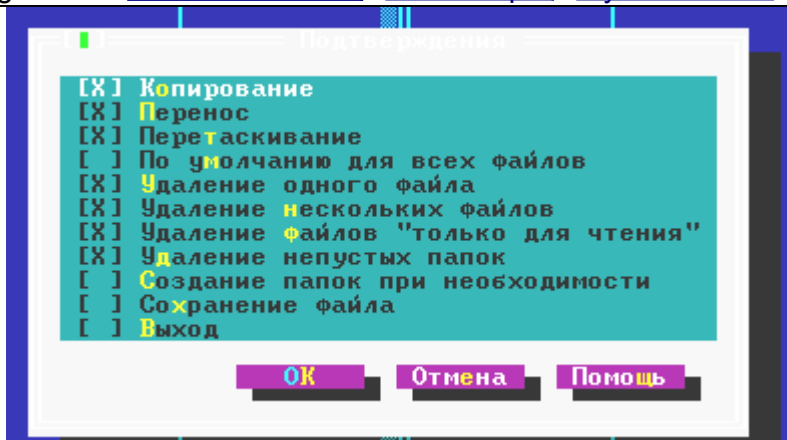 Подтверждения
[X] Копирование
[X] Перенос
[X] Перетаскивание
[ ] По умолчанию для всех файлов
[X] Удаление одного файла
[X] Удаление нескольких файлов
[X] Удаление файлов "только для чтения"
[X] Удаление непустых папок
[ ] Создание папок при необходимости
[ ] Сохранение файла
[ ] Выход
OK Отмена Помощь